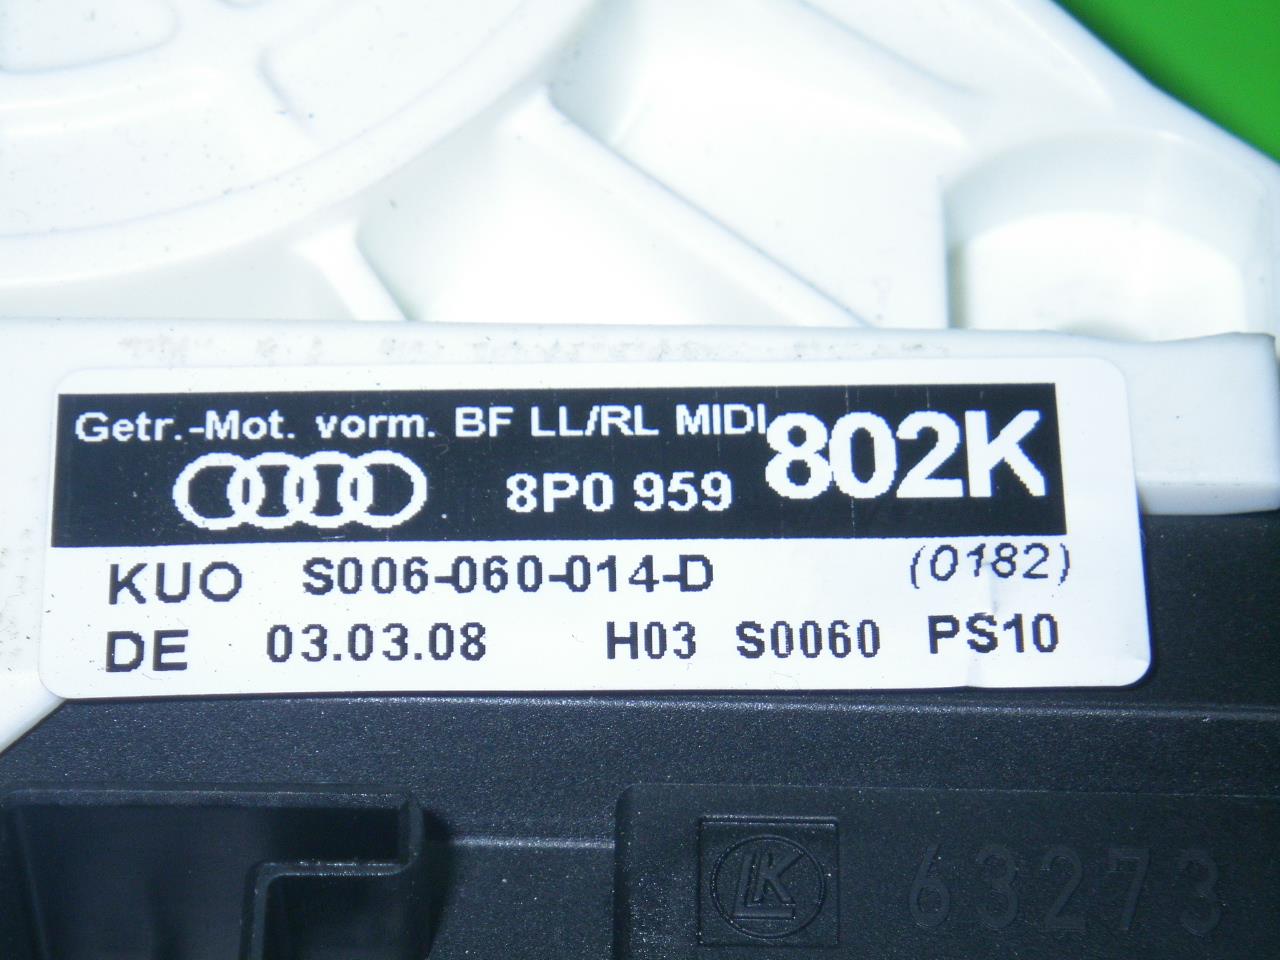 Getr.-Mot. vorm. BF LL/RL MIDI
8P0 959 802K
KUO S006-060-014-D (0182)
DE 03.03.08 H03 S0060 PS10
LK 63273